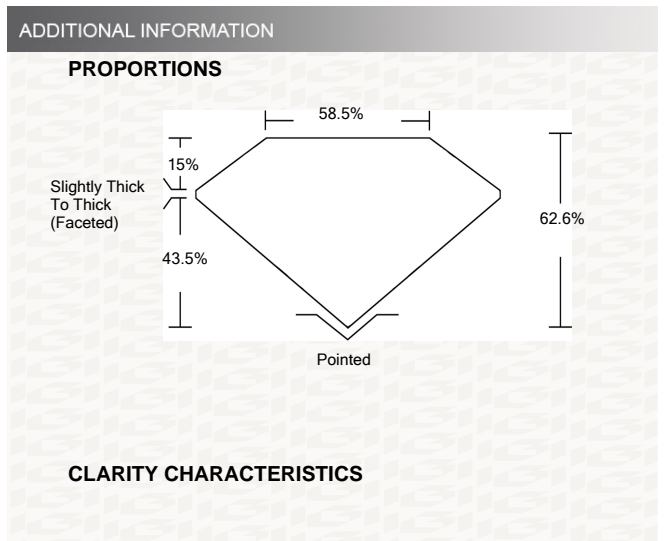 ADDITIONAL INFORMATION
PROPORTIONS
58.5%
15%
Slightly Thick
To Thick
(Faceted)
62.6%
43.5%
Pointed
CLARITY CHARACTERISTICS